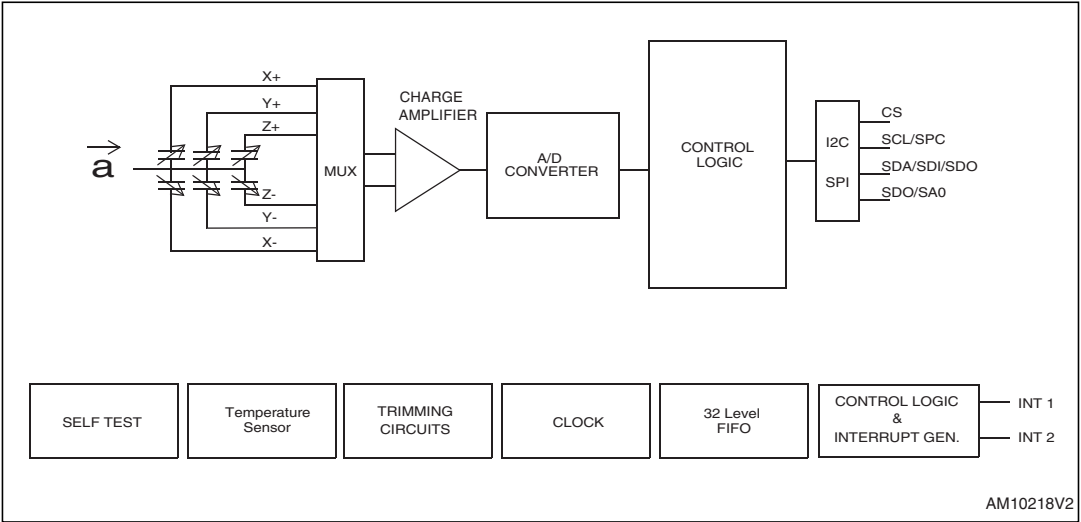 X+
Y+
Z+
a
Z-
Y-
X-
MUX
CHARGE
AMPLIFIER
A/D
CONVERTER
CONTROL
LOGIC
I2C
SPI
CS
SCL/SPC
SDA/SDI/SDO
SDO/SA0
SELF TEST
Temperature
Sensor
TRIMMING
CIRCUITS
CLOCK
32 Level
FIFO
CONTROL LOGIC
&
INTERRUPT GEN.
INT 1
INT 2
AM10218V2